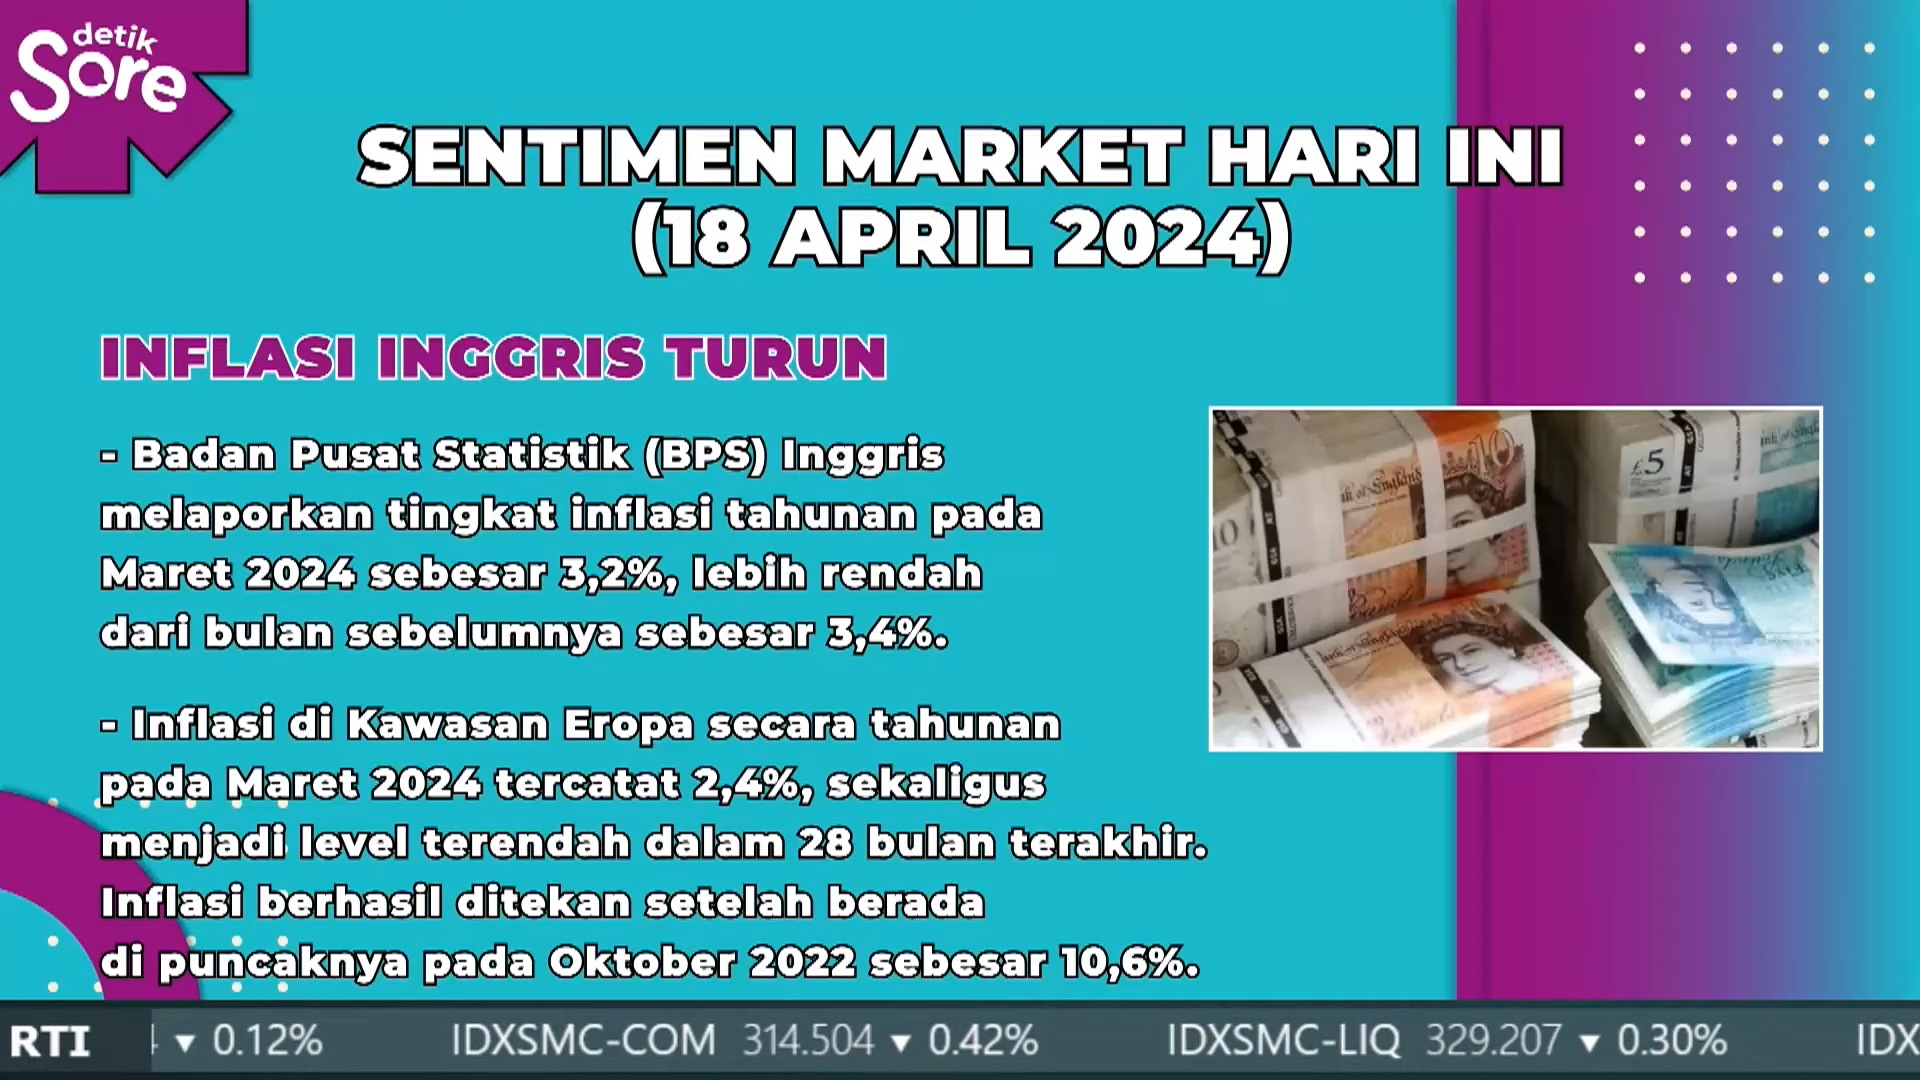 detik
Sore
SENTIMEN MARKET HARI INI
(18 APRIL 2024)
INFLASI INGGRIS TURUN
- Badan Pusat Statistik (BPS) Inggris
melaporkan tingkat inflasi tahunan pada
Maret 2024 sebesar 3,2%, lebih rendah
dari bulan sebelumnya sebesar 3,4%.
- Inflasi di Kawasan Eropa secara tahunan
pada Maret 2024 tercatat 2,4%, sekaligus
menjadi level terendah dalam 28 bulan terakhir.
Inflasi berhasil ditekan setelah berada
di puncaknya pada Oktober 2022 sebesar 10,6%.
10
£5
RTI ▼ 0.12% IDXSMC-COM 314.504 ▼ 0.42% IDXSMC-LIQ 329.207 ▼ 0.30% IDX